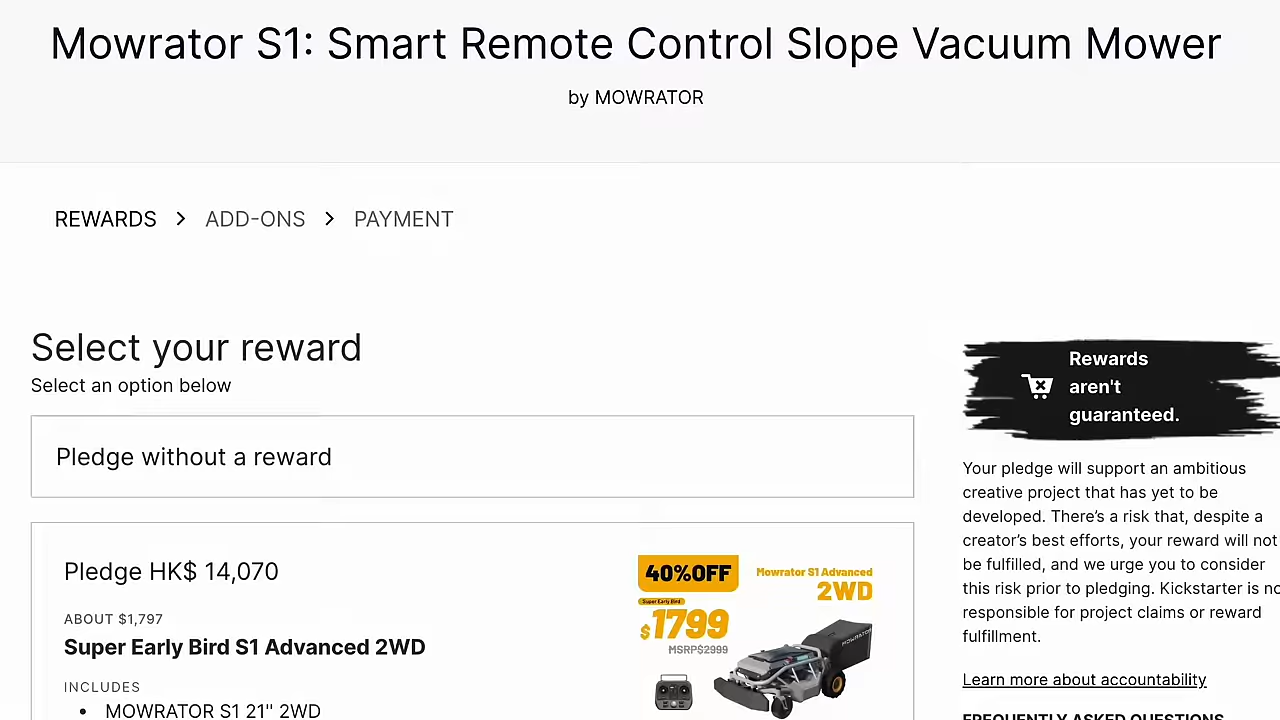 Mowrator S1: Smart Remote Control Slope Vacuum Mower
by MOWRATOR
REWARDS > ADD-ONS > PAYMENT
Select your reward
Select an option below
Pledge without a reward
Pledge HK$ 14,070
ABOUT $1,797
Super Early Bird S1 Advanced 2WD
INCLUDES
• MOWRATOR S1 21" 2WD
40%OFF
Mowrator S1 Advanced
2WD
Super Early Bird
$1799
MSRP$2999
MOWRATOR
Rewards
aren't
guaranteed.
Your pledge will support an ambitious
creative project that has yet to be
developed. There's a risk that, despite a
creator's best efforts, your reward will not
be fulfilled, and we urge you to consider
this risk prior to pledging. Kickstarter is no
responsible for project claims or reward
fulfillment.
Learn more about accountability
FREQUENTLY ASKED QUESTIONS